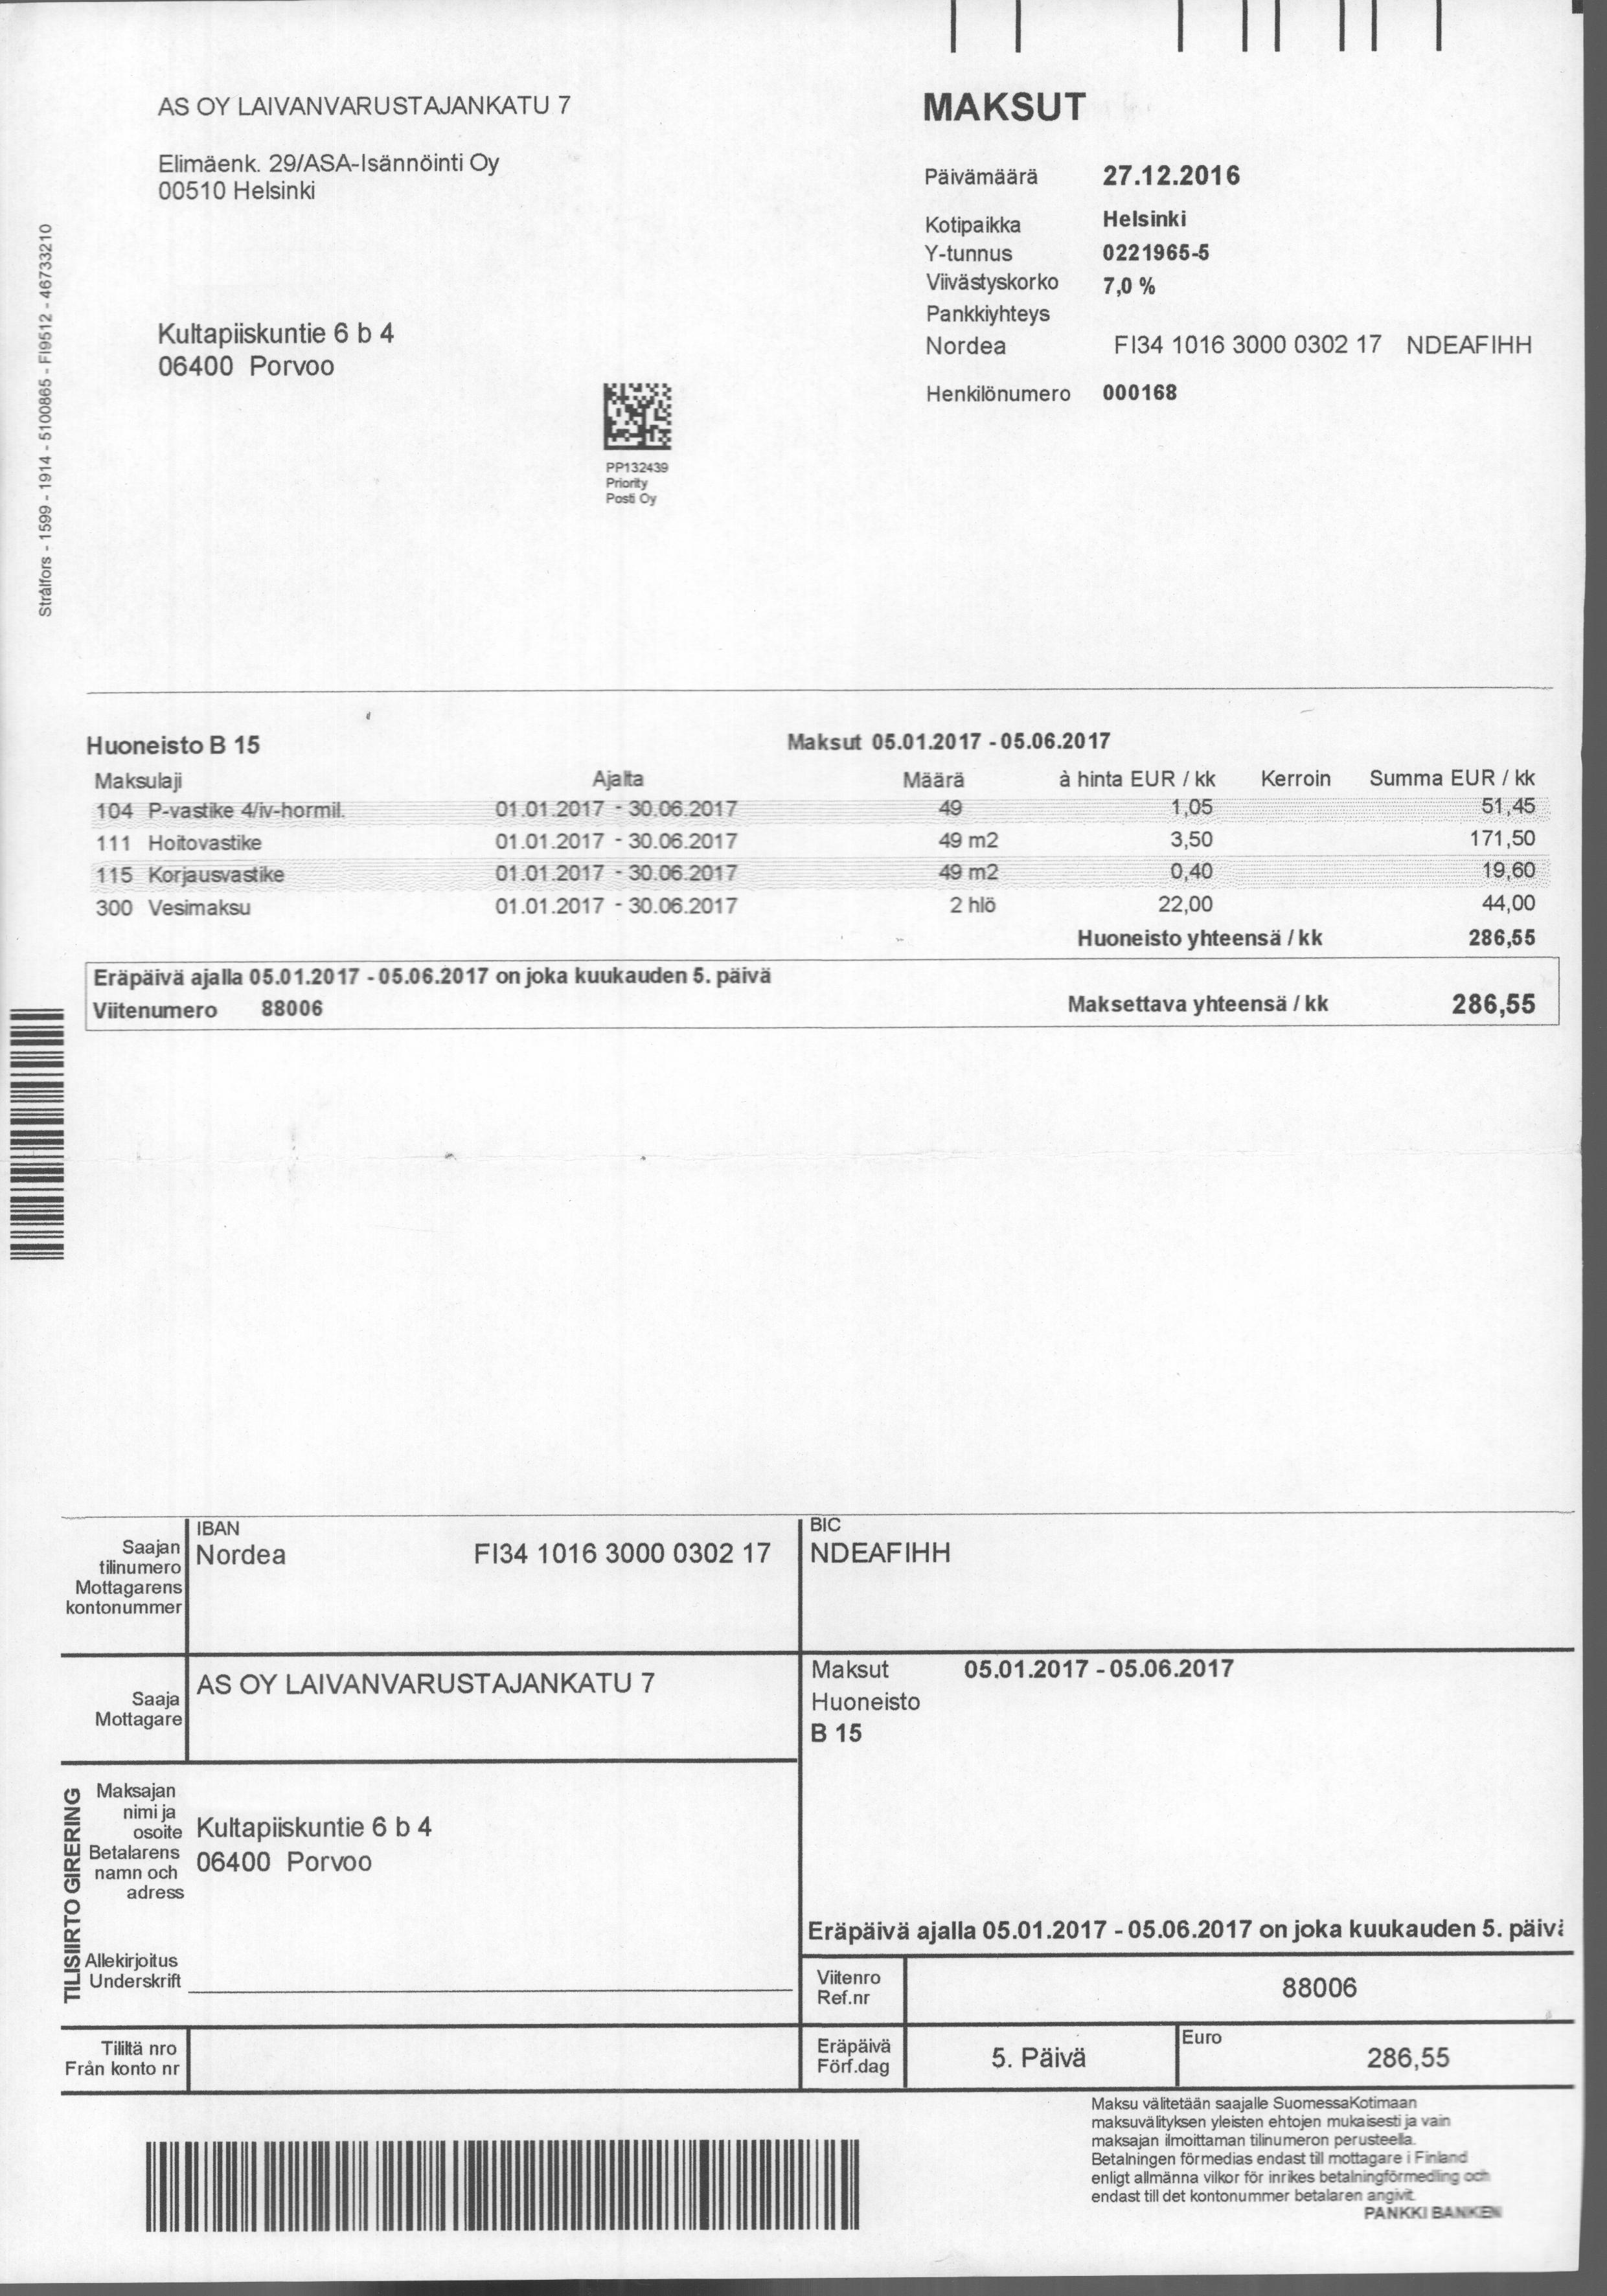 AS OY LAIVANVARUSTAJANKATU 7
Elimäenk. 29/ASA-Isännöinti Oy
00510 Helsinki
MAKSUT
Päivämäärä 27.12.2016
Kotipaikka Helsinki
Y-tunnus 0221965-5
Viivästyskorko 7,0 %
Pankkiyhteys
Nordea FI34 1016 3000 0302 17 NDEAFIHH
Henkilönumero 000168
Kultapiiskuntie 6 b 4
06400 Porvoo
PP132439
Priority
Posti Oy
Strålfors - 1599 - 1914 - 5100865 - FI9512 - 46733210
Huoneisto B 15 Maksut 05.01.2017 - 05.06.2017
Maksulaji Ajalta Määrä à hinta EUR / kk Kerroin Summa EUR / kk
104 P-vastike 4/iv-hormil. 01.01.2017 - 30.06.2017 49 1,05 51,45
111 Hoitovastike 01.01.2017 - 30.06.2017 49 m2 3,50 171,50
115 Korjausvastike 01.01.2017 - 30.06.2017 49 m2 0,40 19,60
300 Vesimaksu 01.01.2017 - 30.06.2017 2 hlö 22,00 44,00
Huoneisto yhteensä / kk 286,55
Eräpäivä ajalla 05.01.2017 - 05.06.2017 on joka kuukauden 5. päivä
Viitenumero 88006 Maksettava yhteensä / kk 286,55
Saajan
tilinumero
Mottagarens
kontonummer
IBAN
Nordea FI34 1016 3000 0302 17
BIC
NDEAFIHH
Saaja
Mottagare
AS OY LAIVANVARUSTAJANKATU 7
Maksut 05.01.2017 - 05.06.2017
Huoneisto
B 15
TILISIIRTO GIRERING
Maksajan
nimi ja
osoite
Betalarens
namn och
adress
Kultapiiskuntie 6 b 4
06400 Porvoo
Eräpäivä ajalla 05.01.2017 - 05.06.2017 on joka kuukauden 5. päivä
Allekirjoitus
Underskrift
Viitenro
Ref.nr
88006
Tililtä nro
Från konto nr
Eräpäivä
Förf.dag
5. Päivä
Euro
286,55
Maksu välitetään saajalle SuomessaKotimaan
maksuvälityksen yleisten ehtojen mukaisesti ja vain
maksajan ilmoittaman tilinumeron perusteella.
Betalningen förmedias endast till mottagare i Finland
enligt allmänna vilkor för inrikes betalningförmedling och
endast till det kontonummer betalaren angivit.
PANKKI BANKEN